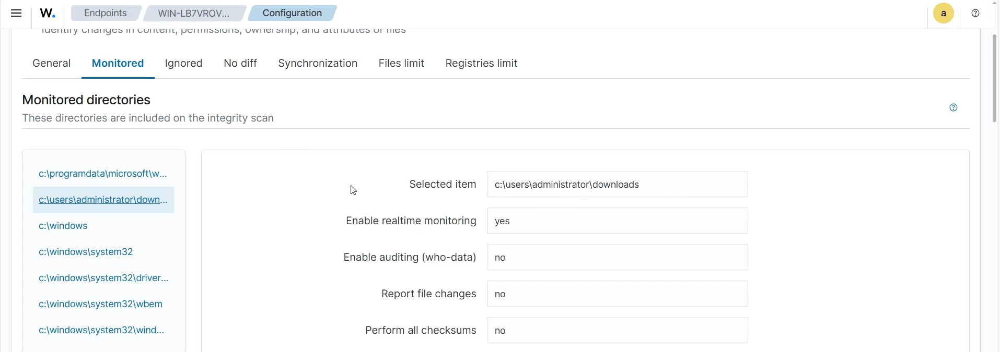 W.
Endpoints
WIN-LB7VROV...
Configuration
a
Identify changes in content, permissions, ownership, and attributes of files
General
Monitored
Ignored
No diff
Synchronization
Files limit
Registries limit
Monitored directories
These directories are included on the integrity scan
c:\programdata\microsoft\w...
c:\users\administrator\down...
c:\windows
c:\windows\system32
c:\windows\system32\driver...
c:\windows\system32\wbem
c:\windows\system32\wind...
Selected item
c:\users\administrator\downloads
Enable realtime monitoring
yes
Enable auditing (who-data)
no
Report file changes
no
Perform all checksums
no